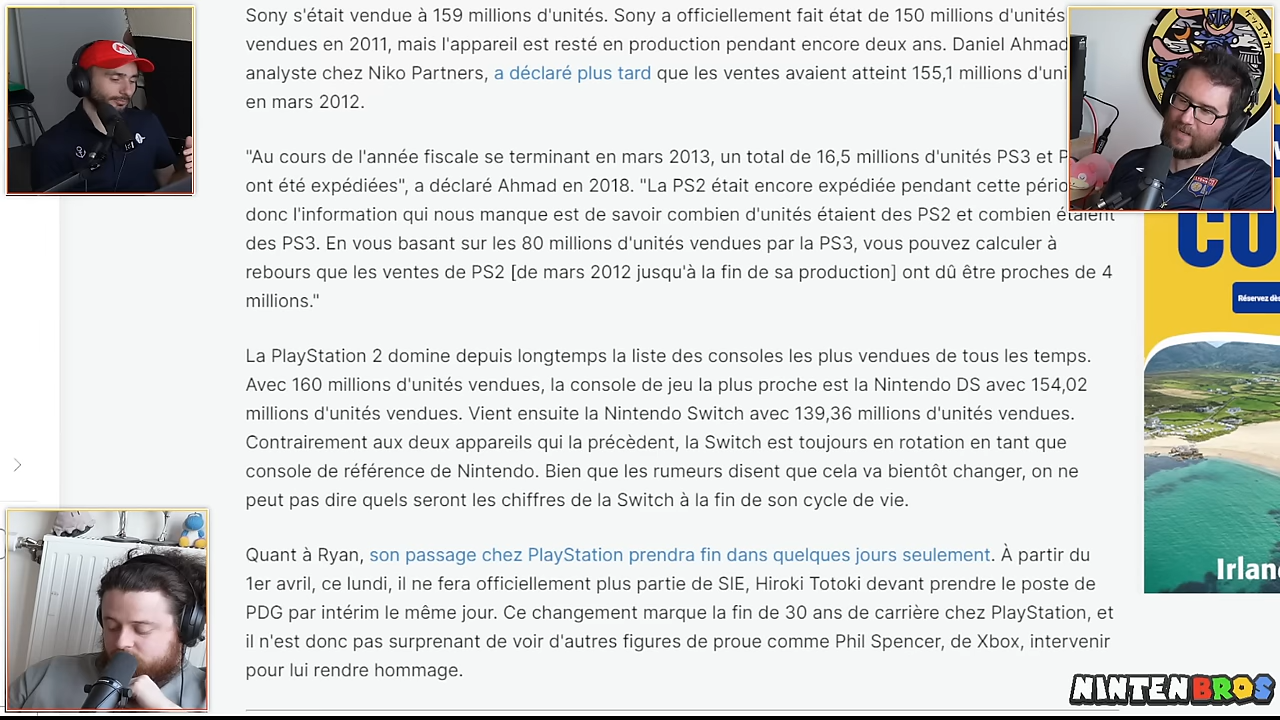 Sony s'était vendue à 159 millions d'unités. Sony a officiellement fait état de 150 millions d'unités
vendues en 2011, mais l'appareil est resté en production pendant encore deux ans. Daniel Ahmad
analyste chez Niko Partners, a déclaré plus tard que les ventes avaient atteint 155,1 millions d'uni
en mars 2012.
"Au cours de l'année fiscale se terminant en mars 2013, un total de 16,5 millions d'unités PS3 et P
ont été expédiées", a déclaré Ahmad en 2018. "La PS2 était encore expédiée pendant cette pério
donc l'information qui nous manque est de savoir combien d'unités étaient des PS2 et combien étaient
des PS3. En vous basant sur les 80 millions d'unités vendues par la PS3, vous pouvez calculer à
rebours que les ventes de PS2 [de mars 2012 jusqu'à la fin de sa production] ont dû être proches de 4
millions."
La PlayStation 2 domine depuis longtemps la liste des consoles les plus vendues de tous les temps.
Avec 160 millions d'unités vendues, la console de jeu la plus proche est la Nintendo DS avec 154,02
millions d'unités vendues. Vient ensuite la Nintendo Switch avec 139,36 millions d'unités vendues.
Contrairement aux deux appareils qui la précèdent, la Switch est toujours en rotation en tant que
console de référence de Nintendo. Bien que les rumeurs disent que cela va bientôt changer, on ne
peut pas dire quels seront les chiffres de la Switch à la fin de son cycle de vie.
Quant à Ryan, son passage chez PlayStation prendra fin dans quelques jours seulement. À partir du
1er avril, ce lundi, il ne fera officiellement plus partie de SIE, Hiroki Totoki devant prendre le poste de
PDG par intérim le même jour. Ce changement marque la fin de 30 ans de carrière chez PlayStation, et
il n'est donc pas surprenant de voir d'autres figures de proue comme Phil Spencer, de Xbox, intervenir
pour lui rendre hommage.
CO
Réservez dès
Irlan
NINTENBROS